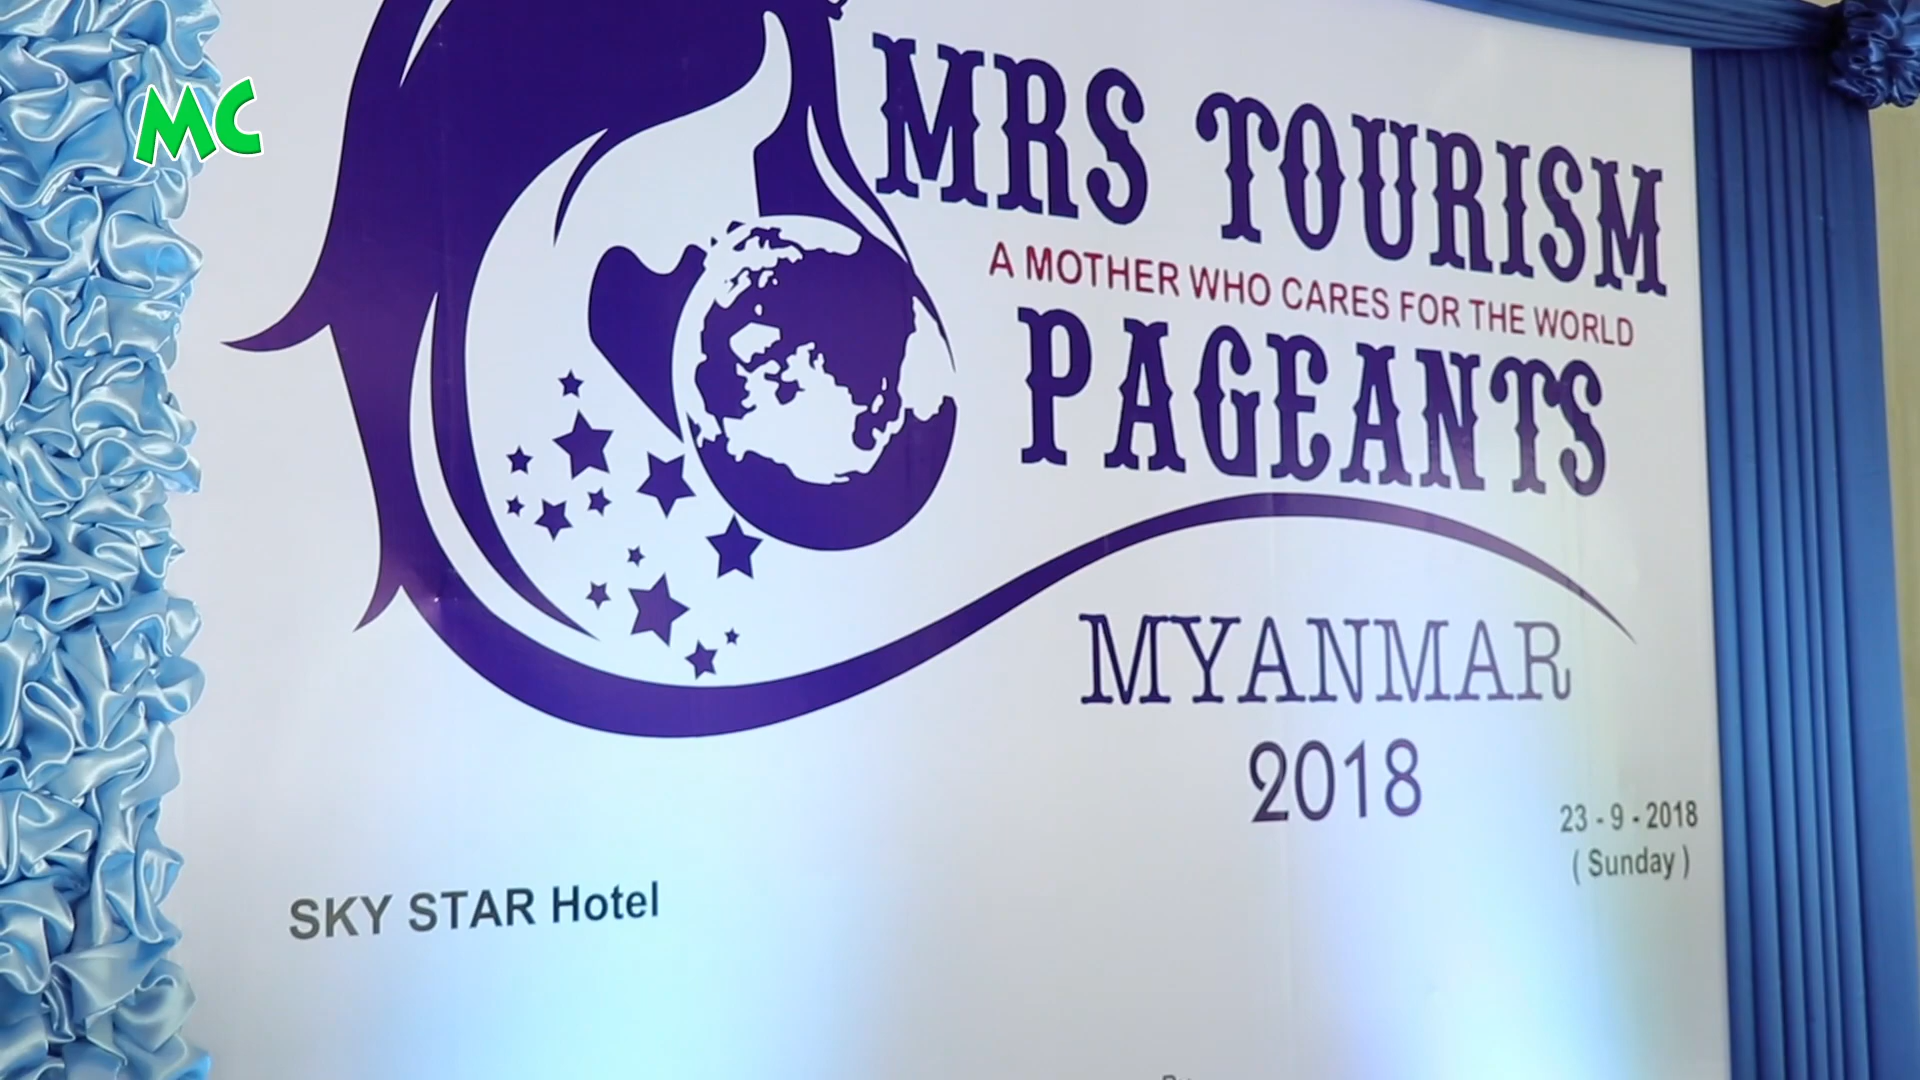 MC
MRS TOURISM
A MOTHER WHO CARES FOR THE WORLD
PAGEANTS
MYANMAR
2018
23 - 9 - 2018
( Sunday )
SKY STAR Hotel